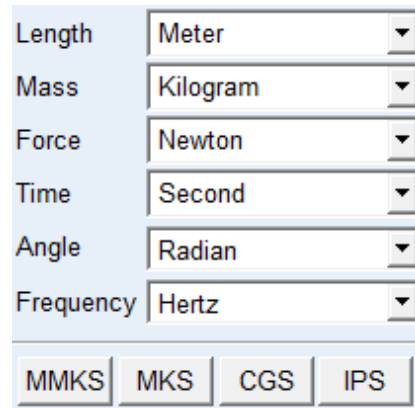 Length Meter
Mass Kilogram
Force Newton
Time Second
Angle Radian
Frequency Hertz
MMKS MKS CGS IPS